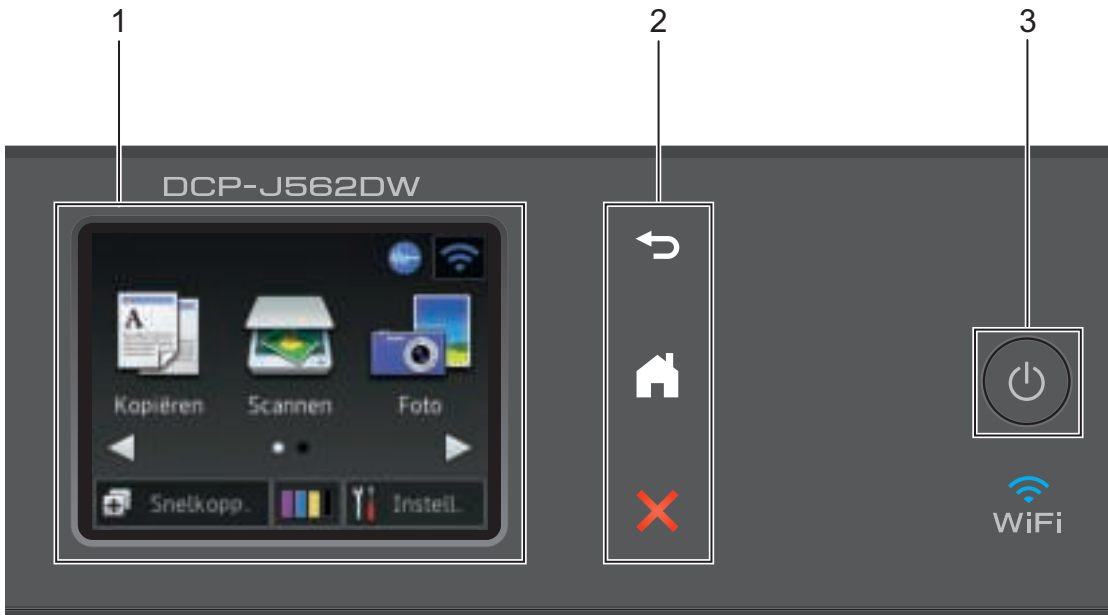 1 2 3
DCP-J562DW
Kopiëren Scannen Foto
Snelkopp. Instell.
WiFi